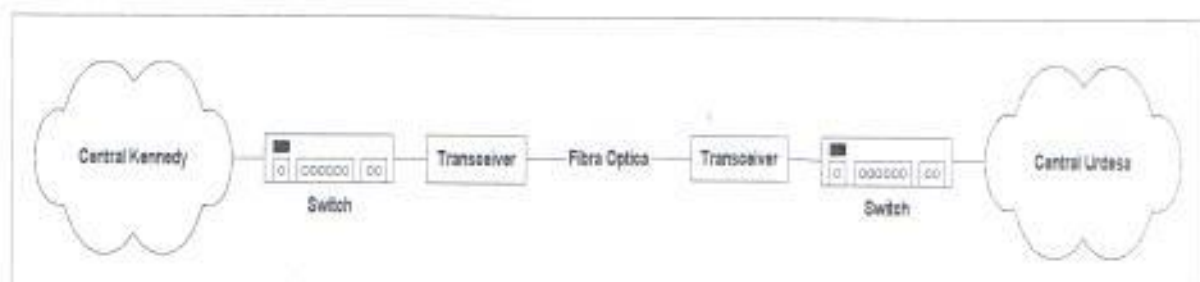 Central Kennedy
Transceiver
Fibra Optica
Transceiver
Central Urdesa
Switch
Switch